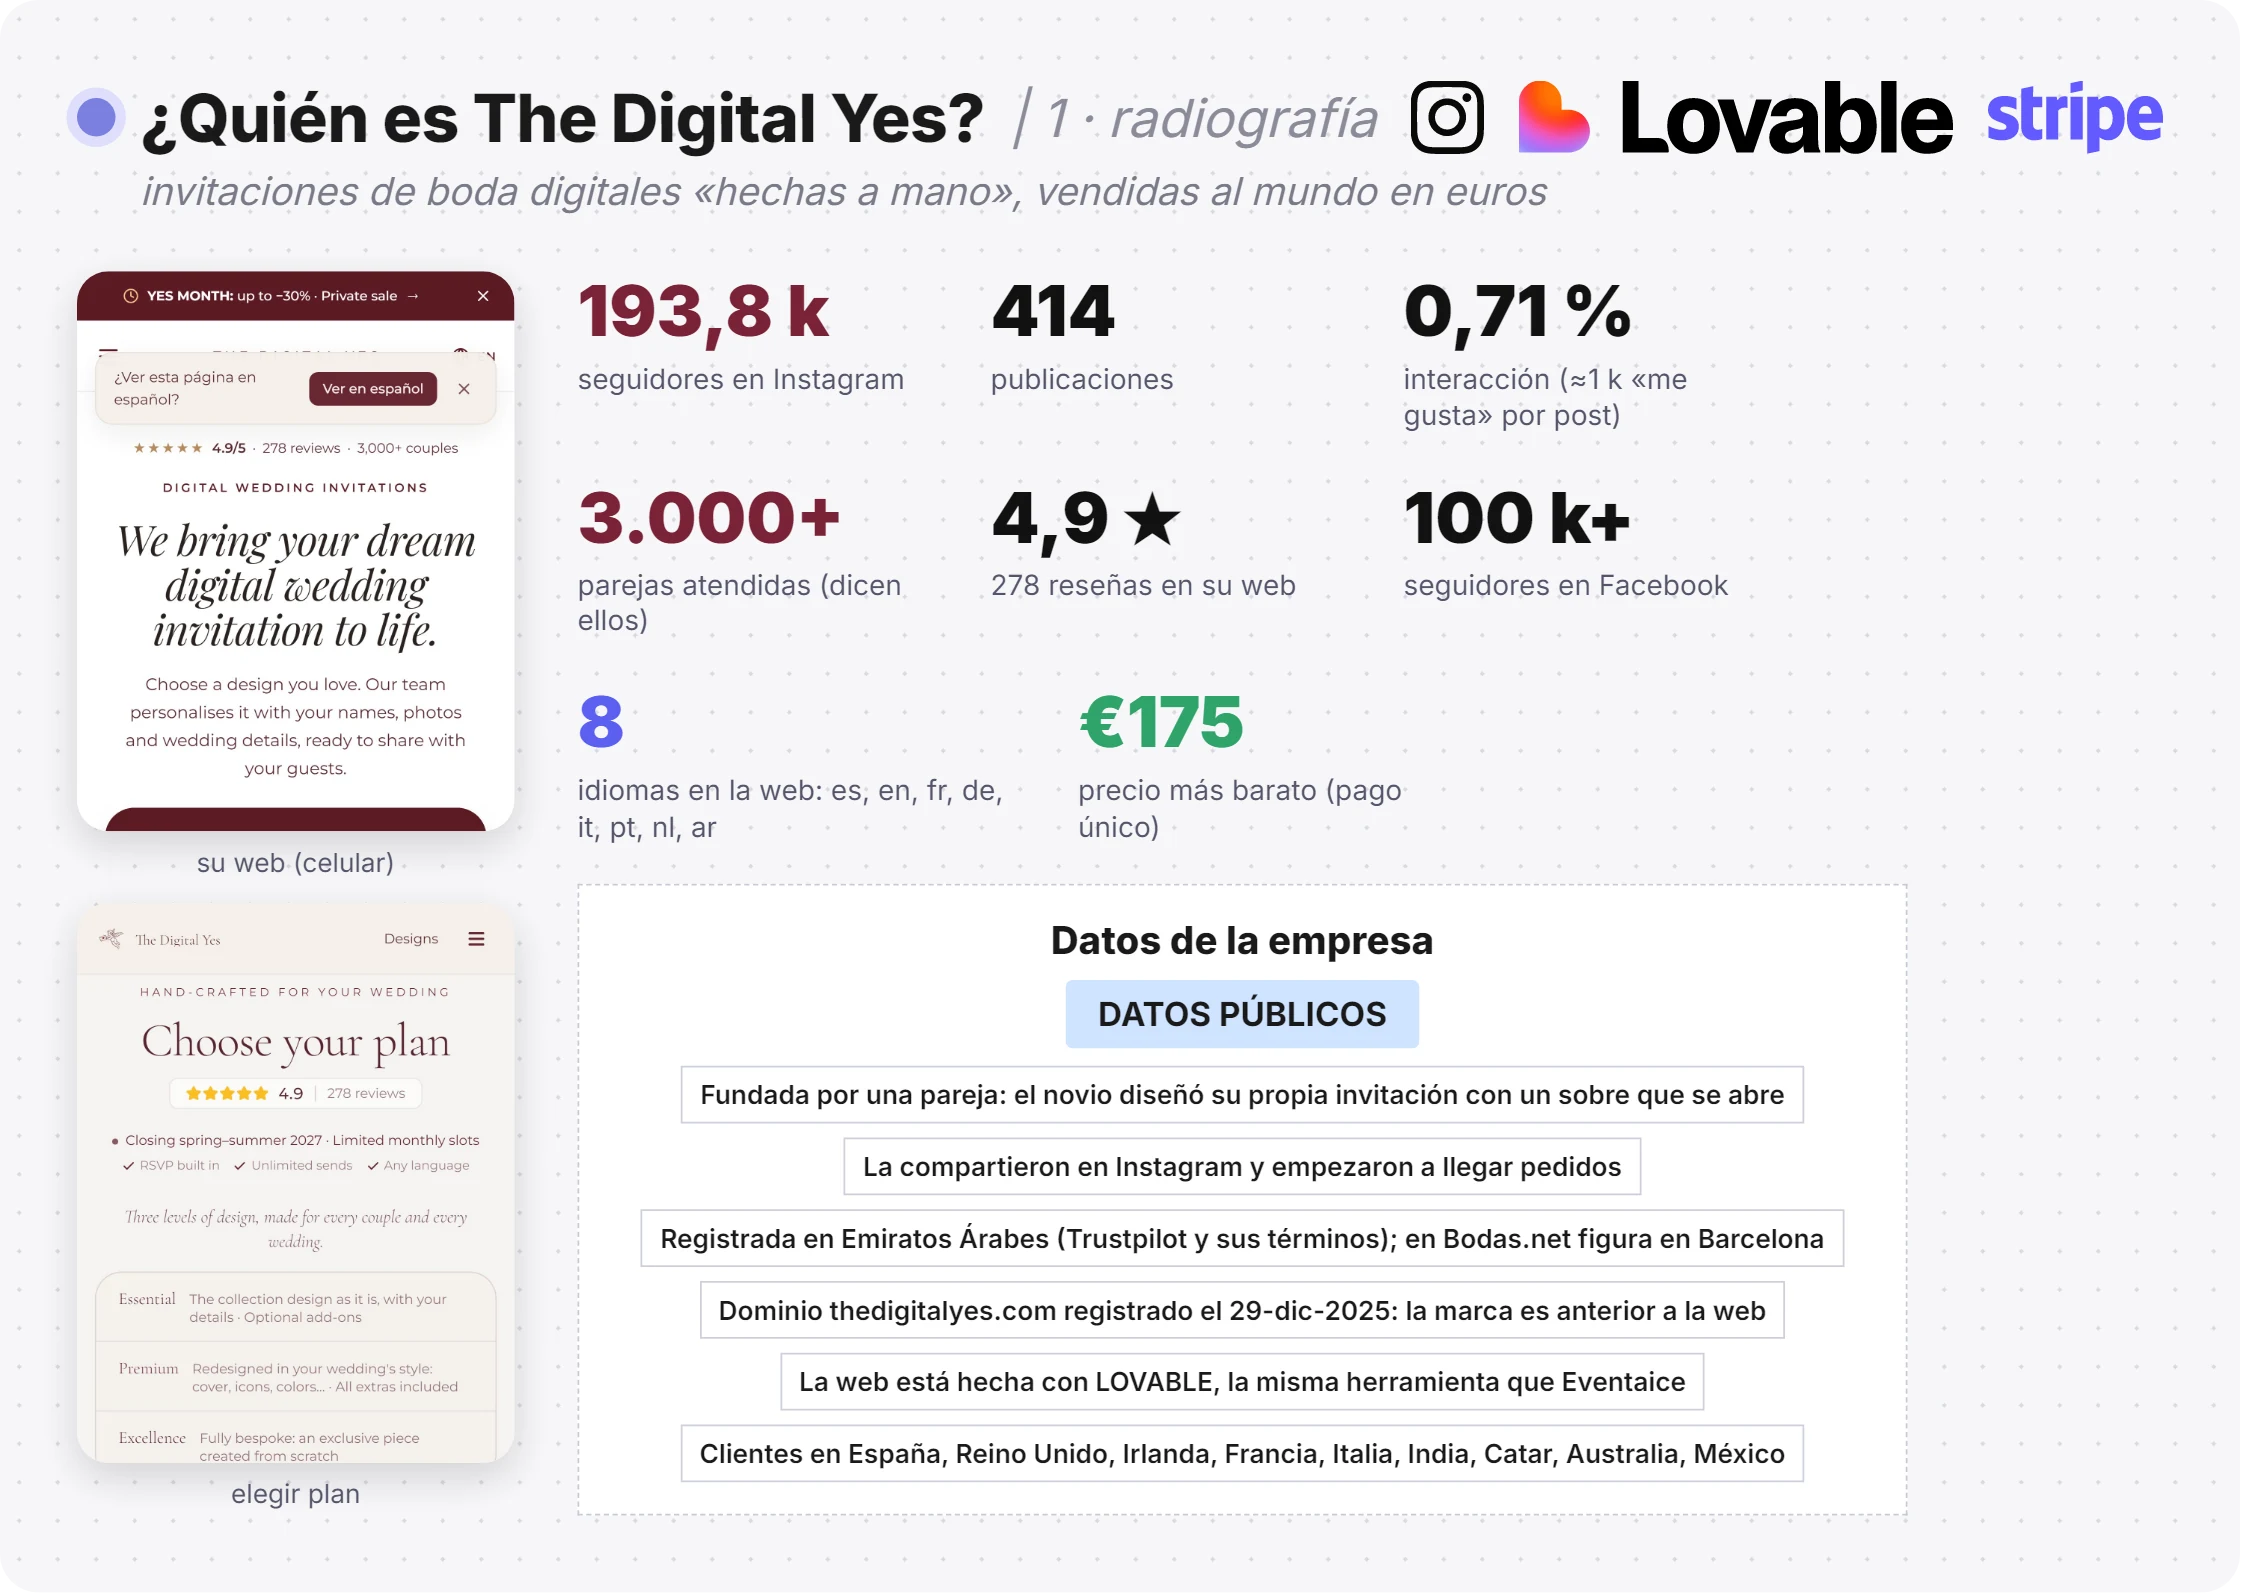 ¿Quién es The Digital Yes? | 1 · radiografía Lovable stripe
invitaciones de boda digitales «hechas a mano», vendidas al mundo en euros
YES MONTH: up to −30% · Private sale → ×
¿Ver esta página en
español?
Ver en español ×
★★★★★ 4.9/5 · 278 reviews · 3,000+ couples
DIGITAL WEDDING INVITATIONS
We bring your dream
digital wedding
invitation to life.
Choose a design you love. Our team
personalises it with your names, photos
and wedding details, ready to share with
your guests.
su web (celular)
The Digital Yes Designs
HAND-CRAFTED FOR YOUR WEDDING
Choose your plan
★★★★★ 4.9 | 278 reviews
• Closing spring–summer 2027 · Limited monthly slots
✓ RSVP built in ✓ Unlimited sends ✓ Any language
Three levels of design, made for every couple and every
wedding.
Essential The collection design as it is, with your
details · Optional add-ons
Premium Redesigned in your wedding's style:
cover, icons, colors... · All extras included
Excellence Fully bespoke: an exclusive piece
created from scratch
elegir plan
193,8 k
seguidores en Instagram
414
publicaciones
0,71 %
interacción (≈1 k «me
gusta» por post)
3.000+
parejas atendidas (dicen
ellos)
4,9 ★
278 reseñas en su web
100 k+
seguidores en Facebook
8
idiomas en la web: es, en, fr, de,
it, pt, nl, ar
€175
precio más barato (pago
único)
Datos de la empresa
DATOS PÚBLICOS
Fundada por una pareja: el novio diseñó su propia invitación con un sobre que se abre
La compartieron en Instagram y empezaron a llegar pedidos
Registrada en Emiratos Árabes (Trustpilot y sus términos); en Bodas.net figura en Barcelona
Dominio thedigitalyes.com registrado el 29-dic-2025: la marca es anterior a la web
La web está hecha con LOVABLE, la misma herramienta que Eventaice
Clientes en España, Reino Unido, Irlanda, Francia, Italia, India, Catar, Australia, México